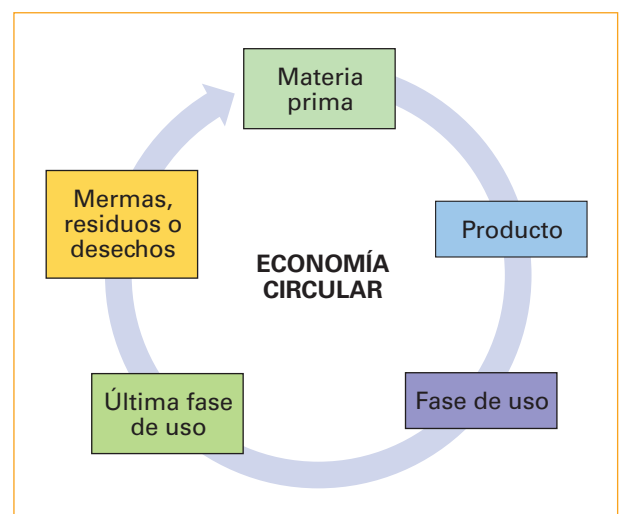 Materia
prima
Producto
Fase de uso
Última fase
de uso
Mermas,
residuos o
desechos
ECONOMÍA
CIRCULAR